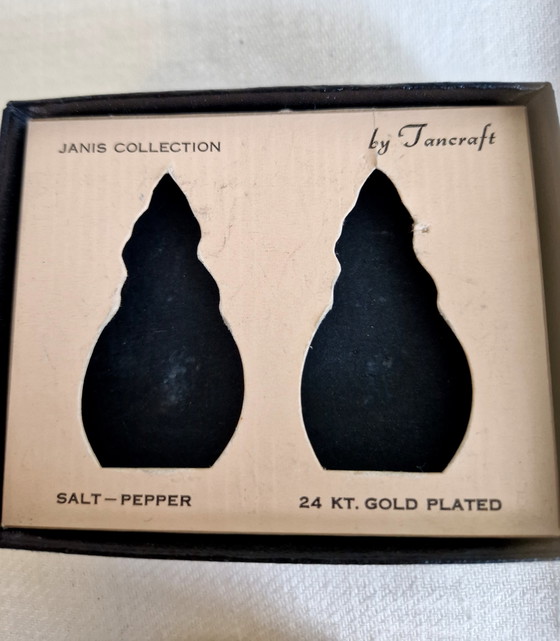 JANIS COLLECTION
by Tancraft
SALT-PEPPER
24 KT. GOLD PLATED